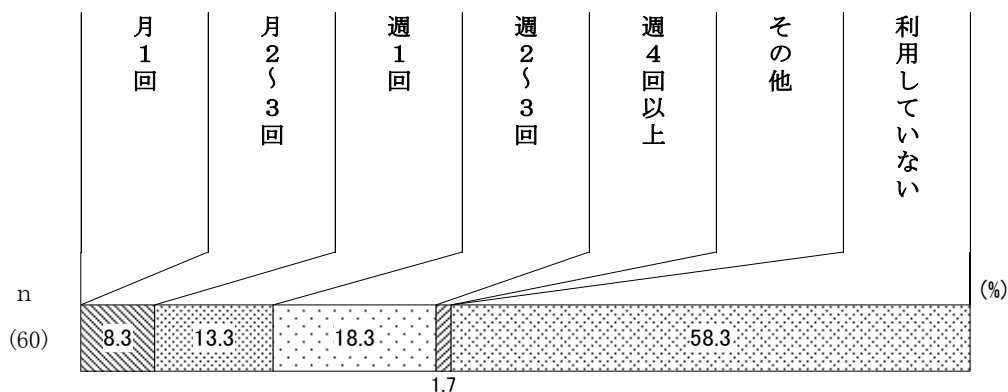 月１回
月２～３回
週１回
週２～３回
週４回以上
その他
利用していない
n
(%)
(60)
8.3
13.3
18.3
58.3
1.7